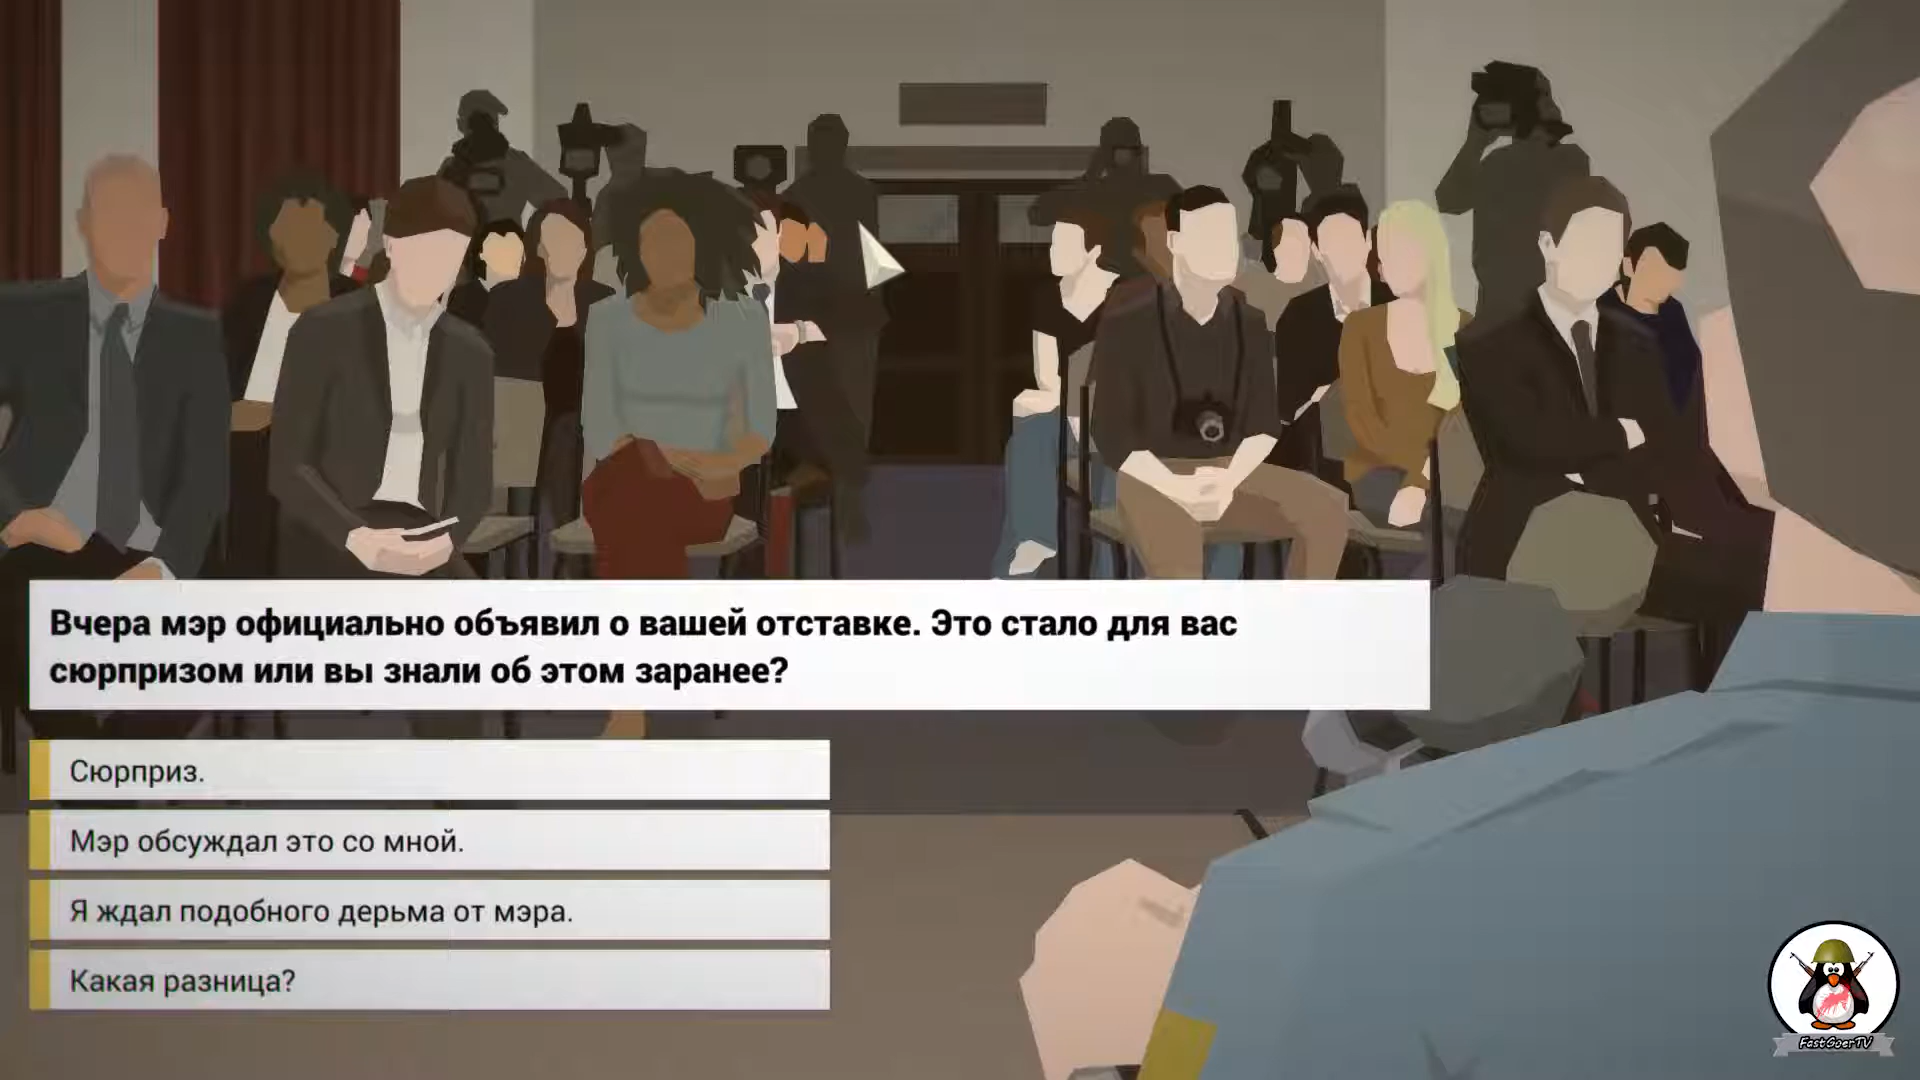 Вчера мэр официально объявил о вашей отставке. Это стало для вас
сюрпризом или вы знали об этом заранее?
Сюрприз.
Мэр обсуждал это со мной.
Я ждал подобного дерьма от мэра.
Какая разница?
FastGoerTV